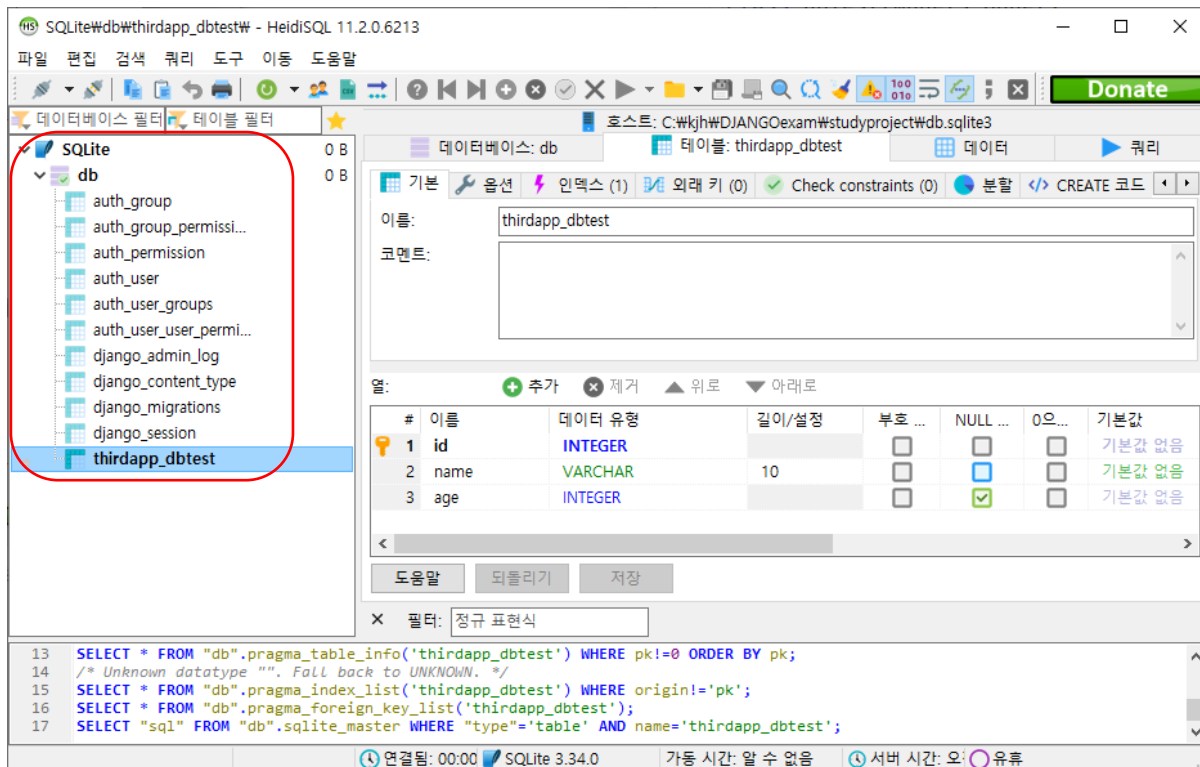 SQLite₩db₩thirdapp_dbtest₩ - HeidiSQL 11.2.0.6213
파일 편집 검색 쿼리 도구 이동 도움말
Donate
데이터베이스 필터 테이블 필터
호스트: C:₩kjh₩DJANGOexam₩studyproject₩db.sqlite3
SQLite 0 B
db 0 B
auth_group
auth_group_permissi...
auth_permission
auth_user
auth_user_groups
auth_user_user_permi...
django_admin_log
django_content_type
django_migrations
django_session
thirdapp_dbtest
데이터베이스: db 테이블: thirdapp_dbtest 데이터 쿼리
기본 옵션 인덱스 (1) 외래 키 (0) Check constraints (0) 분할 </> CREATE 코드
이름: thirdapp_dbtest
코멘트:
열: 추가 제거 위로 아래로
# 이름 데이터 유형 길이/설정 부호 ... NULL ... 0으... 기본값
1 id INTEGER 기본값 없음
2 name VARCHAR 10 기본값 없음
3 age INTEGER 기본값 없음
도움말 되돌리기 저장
필터: 정규 표현식
13 SELECT * FROM "db".pragma_table_info('thirdapp_dbtest') WHERE pk!=0 ORDER BY pk;
14 /* Unknown datatype "". Fall back to UNKNOWN. */
15 SELECT * FROM "db".pragma_index_list('thirdapp_dbtest') WHERE origin!='pk';
16 SELECT * FROM "db".pragma_foreign_key_list('thirdapp_dbtest');
17 SELECT "sql" FROM "db".sqlite_master WHERE "type"='table' AND name='thirdapp_dbtest';
연결됨: 00:00 SQLite 3.34.0 가동 시간: 알 수 없음 서버 시간: 오 유휴